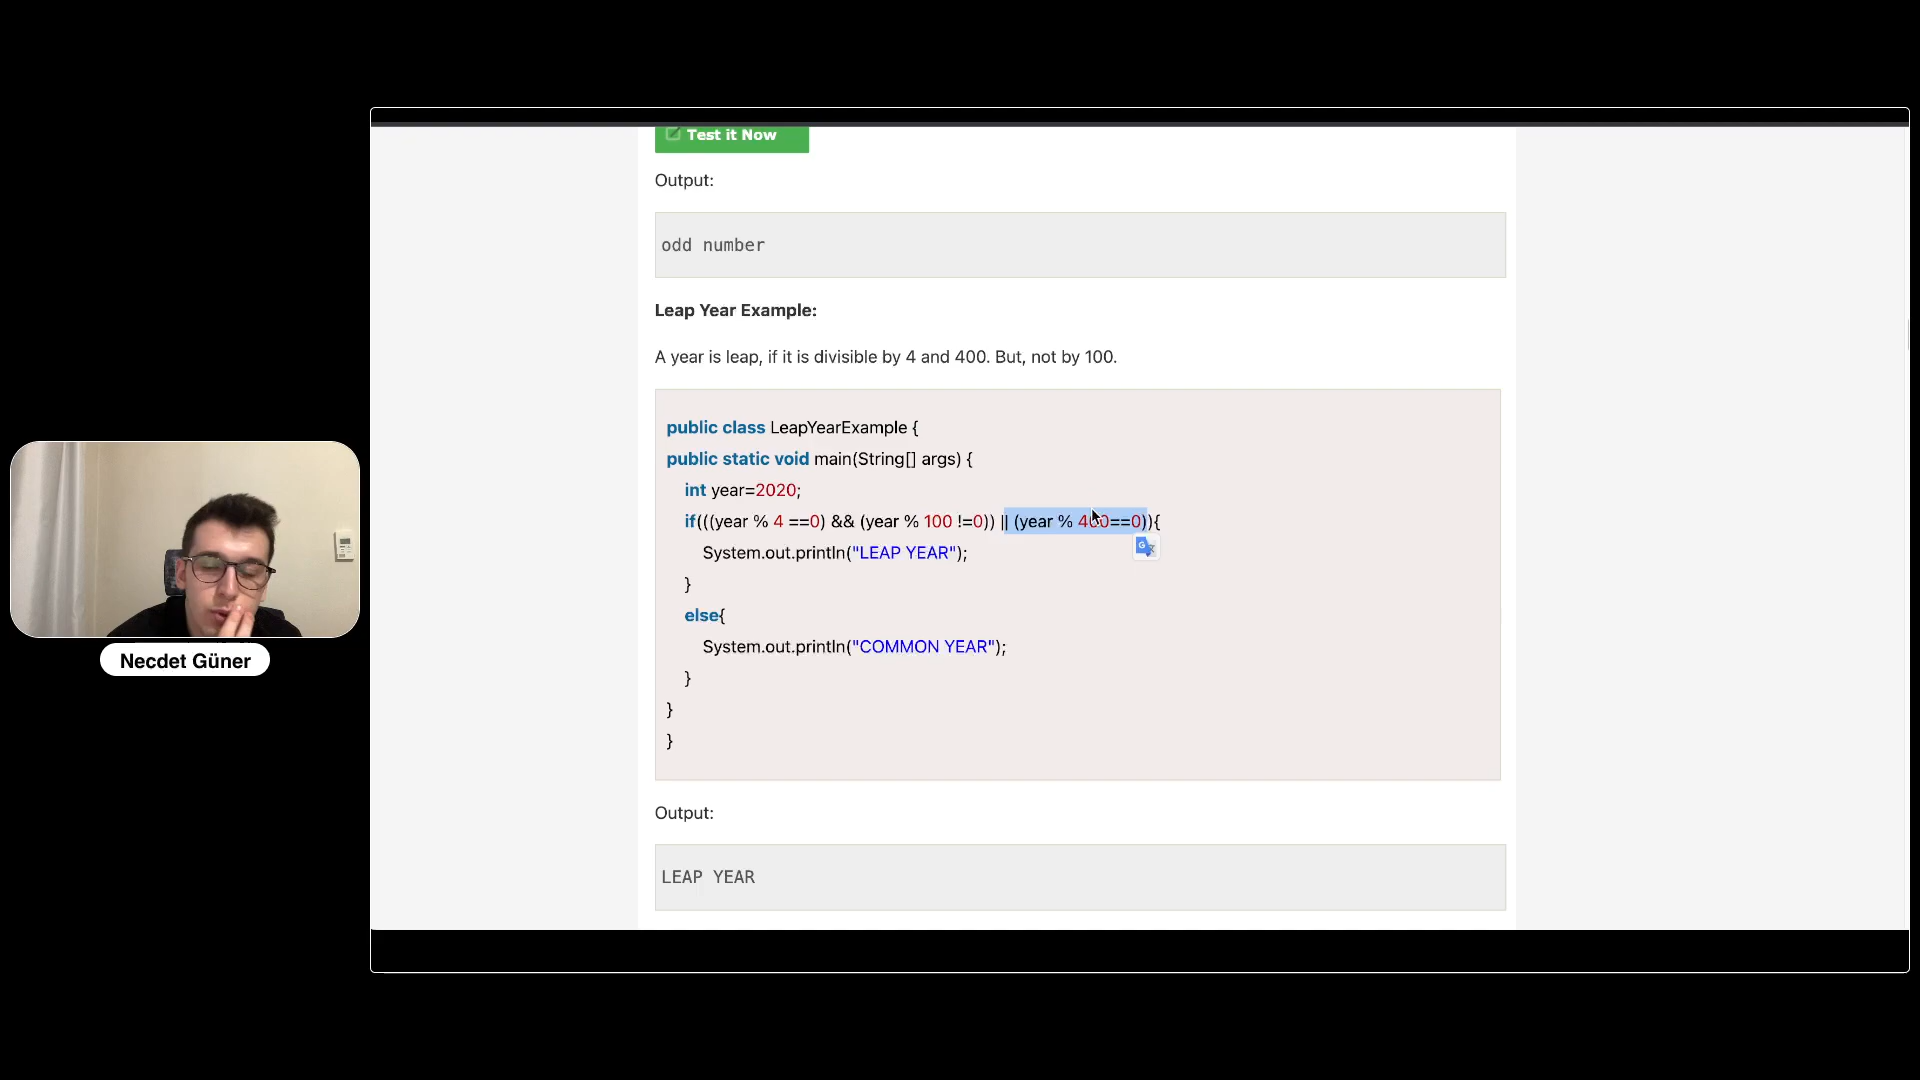 Test it Now
Output:
odd number
Leap Year Example:
A year is leap, if it is divisible by 4 and 400. But, not by 100.
public class LeapYearExample {
public static void main(String[] args) {
int year=2020;
if(((year % 4 ==0) && (year % 100 !=0)) || (year % 400==0)){
System.out.println("LEAP YEAR");
}
else{
System.out.println("COMMON YEAR");
}
}
}
Output:
LEAP YEAR
Necdet Güner